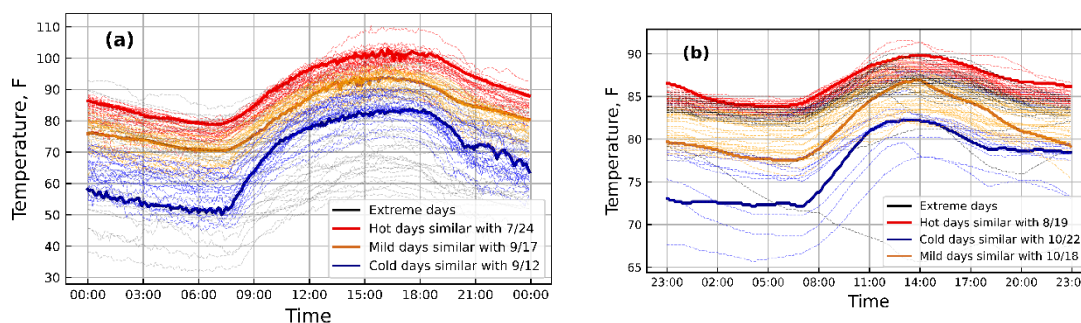 (a)
Temperature, F
110
100
90
80
70
60
50
40
30
00:00 03:00 06:00 09:00 12:00 15:00 18:00 21:00 00:00
Time
Extreme days
Hot days similar with 7/24
Mild days similar with 9/17
Cold days similar with 9/12
(b)
Temperature, F
90
85
80
75
70
65
23:00 02:00 05:00 08:00 11:00 14:00 17:00 20:00 23:00
Time
Extreme days
Hot days similar with 8/19
Cold days similar with 10/22
Mild days similar with 10/18